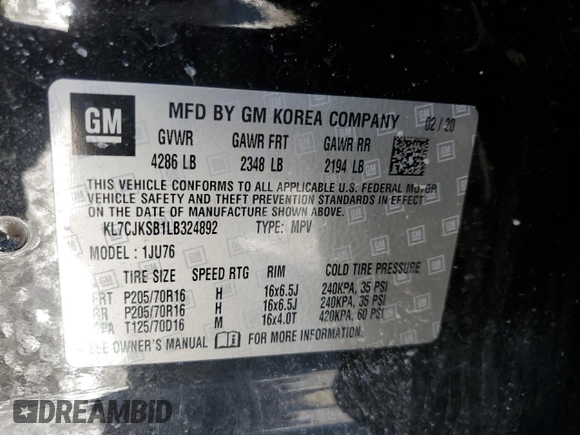 GM
MFD BY GM KOREA COMPANY 02/20
GVWR GAWR FRT GAWR RR
4286 LB 2348 LB 2194 LB
THIS VEHICLE CONFORMS TO ALL APPLICABLE U.S. FEDERAL MOTOR
VEHICLE SAFETY AND THEFT PREVENTION STANDARDS IN EFFECT ON
THE DATE OF MANUFACTURE SHOWN ABOVE.
KL7CJKSB1LB324892 TYPE: MPV
MODEL : 1JU76
TIRE SIZE SPEED RTG RIM COLD TIRE PRESSURE
FRT P205/70R16 H 16x6.5J 240KPA, 35 PSI
RR P205/70R16 H 16x6.5J 240KPA, 35 PSI
SPA T125/70D16 M 16x4.0T 420KPA, 60 PSI
SEE OWNER'S MANUAL FOR MORE INFORMATION
DREAMBID